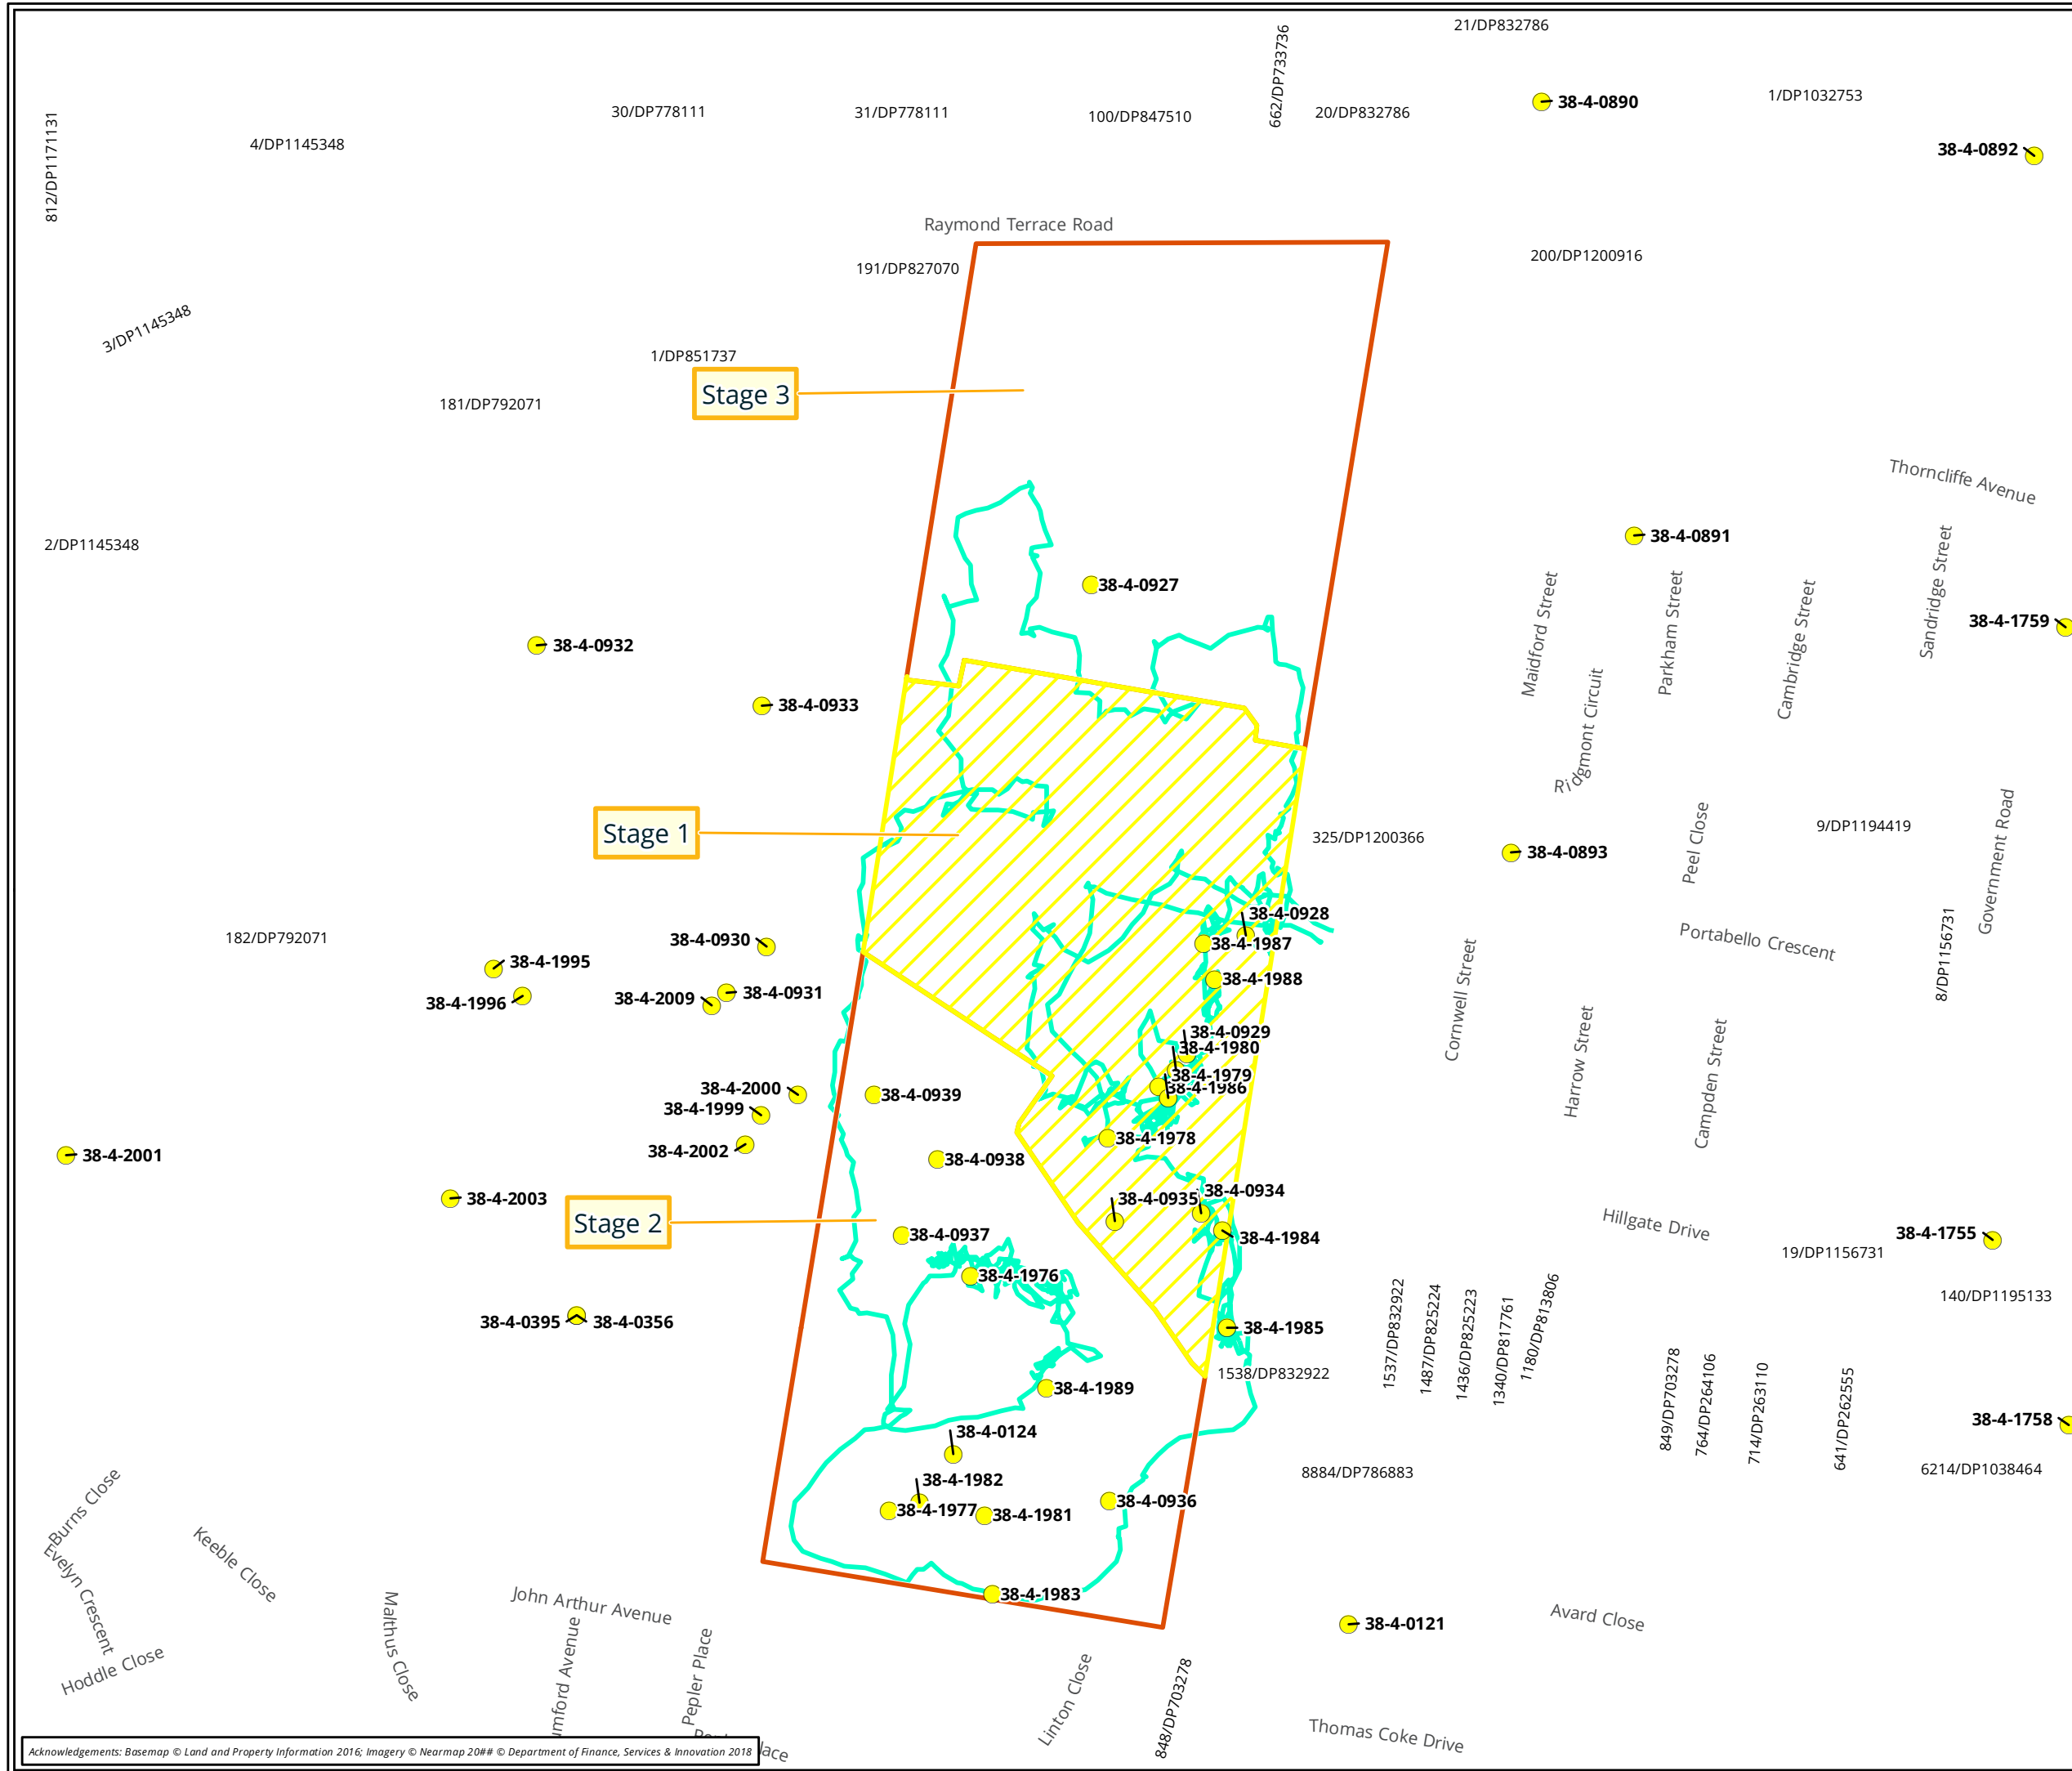 21/DP832786
662/DP733736
1/DP1032753
38-4-0890
30/DP778111
31/DP778111
100/DP847510
20/DP832786
812/DP1171131
4/DP1145348
38-4-0892
Raymond Terrace Road
200/DP1200916
191/DP827070
3/DP1145348
1/DP851737
Stage 3
181/DP792071
Thorncliffe Avenue
38-4-0891
2/DP1145348
Sandridge Street
38-4-0927
Maidford Street
Parkham Street
Cambridge Street
38-4-1759
38-4-0932
38-4-0933
Ridgmont Circuit
Stage 1
325/DP1200366
9/DP1194419
Peel Close
38-4-0893
Government Road
38-4-0928
182/DP792071
38-4-0930
38-4-1987
Portabello Crescent
8/DP1156731
38-4-1995
38-4-1988
38-4-1996
38-4-2009
38-4-0931
Cornwell Street
38-4-0929
38-4-1980
Harrow Street
Campden Street
38-4-1979
38-4-1986
38-4-2000
38-4-0939
38-4-1999
38-4-1978
38-4-2002
38-4-2001
38-4-0938
38-4-2003
38-4-0935
38-4-0934
Stage 2
Hillgate Drive
38-4-0937
38-4-1984
38-4-1755
19/DP1156731
38-4-1976
140/DP1195133
38-4-0395
38-4-0356
38-4-1985
1537/DP832922
1487/DP825224
1436/DP825223
1340/DP817761
1180/DP813806
1538/DP832922
38-4-1989
849/DP703278
764/DP264106
714/DP263110
641/DP262555
38-4-1758
38-4-0124
8884/DP786883
6214/DP1038464
38-4-1982
38-4-1977
38-4-1981
38-4-0936
Burns Close
Evelyn Crescent
Keeble Close
38-4-1983
John Arthur Avenue
Malthus Close
38-4-0121
Avard Close
Hoddle Close
umford Avenue
Pepler Place
Linton Close
848/DP703278
Thomas Coke Drive
lace
Acknowledgements: Basemap © Land and Property Information 2016; Imagery © Nearmap 20## © Department of Finance, Services & Innovation 2018